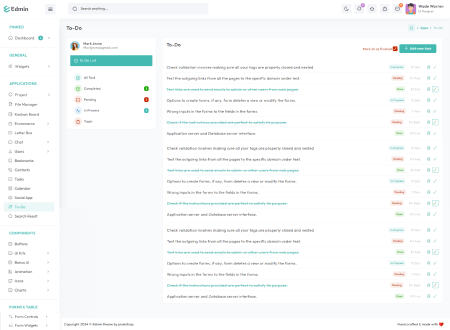 Edmin
Search anything...
Wade Warren
UI Designer
PINNED
Dashboard
GENERAL
Widgets
APPLICATIONS
Project
File Manager
Kanban Board
Ecommerce
Letter Box
Chat
Users
Bookmarks
Contacts
Tasks
Calendar
Social App
To-Do
Search Result
COMPONENTS
Buttons
UI Kits
Bonus UI
Animation
Icons
Charts
FORMS & TABLE
Form Controls
Form Widgets
To-Do
To-Do
Mark Jecno
To-Do List
All Task
Completed
Pending
In Process
Trash
To-Do
Mark all as finished
Add new task
Check validation involves making sure all your tags are properly closed and nested
Test the outgoing links from all the pages to the specific domain under test.
Test links are used to send emails to admin or other users from web pages.
Options to create forms, if any, form deletes a view or modify the forms.
Wrong inputs in the forms to the fields in the forms.
Check if the instructions provided are perfect to satisfy its purpose.
Application server and Database server interface.
Check validation involves making sure all your tags are properly closed and nested
Test the outgoing links from all the pages to the specific domain under test.
Test links are used to send emails to admin or other users from web pages.
Options to create forms, if any, form deletes a view or modify the forms.
Wrong inputs in the forms to the fields in the forms.
Check if the instructions provided are perfect to satisfy its purpose.
Application server and Database server interface.
Check validation involves making sure all your tags are properly closed and nested
Test the outgoing links from all the pages to the specific domain under test.
Test links are used to send emails to admin or other users from web pages.
Options to create forms, if any, form deletes a view or modify the forms.
Wrong inputs in the forms to the fields in the forms.
Check if the instructions provided are perfect to satisfy its purpose.
Application server and Database server interface.
Copyright 2024 © Edmin theme by pixelstrap.
Hand crafted & made with